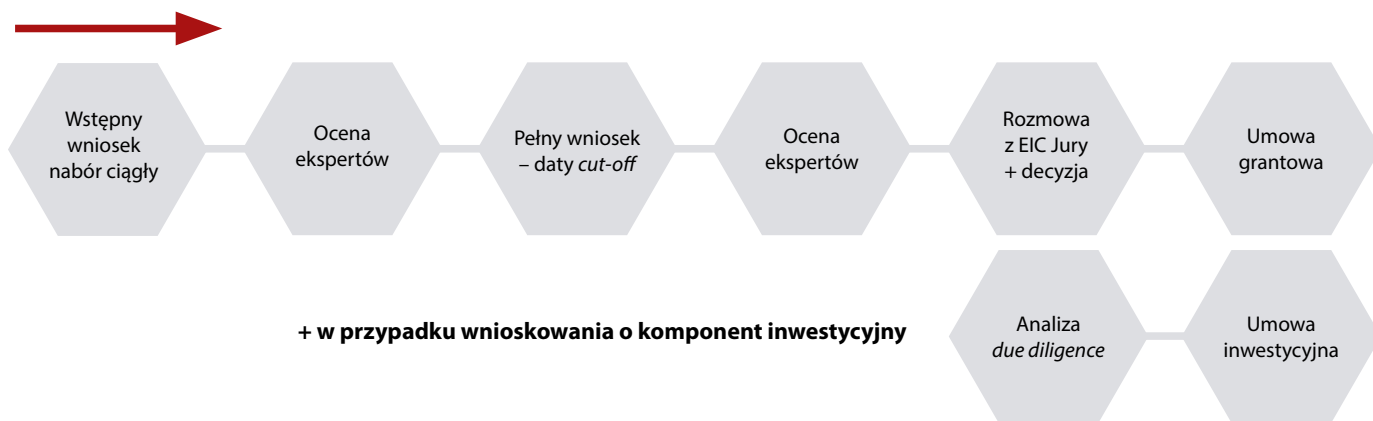 Wstępny
wniosek
nabór ciągły
Ocena
ekspertów
Pełny wniosek
– daty cut-off
Ocena
ekspertów
Rozmowa
z EIC Jury
+ decyzja
Umowa
grantowa
+ w przypadku wnioskowania o komponent inwestycyjny
Analiza
due diligence
Umowa
inwestycyjna